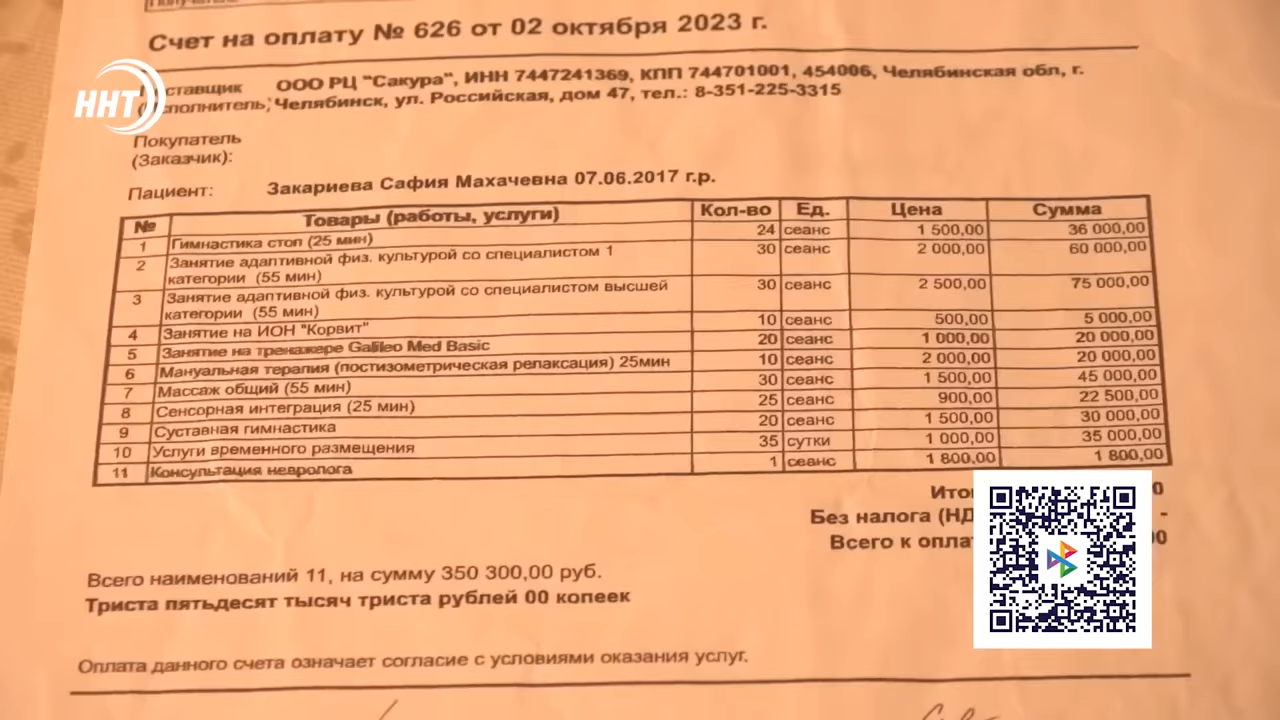 Счет на оплату № 626 от 02 октября 2023 г.
ННТ
ставщик ООО РЦ "Сакура", ИНН 7447241369, КПП 744701001, 454006, Челябинская обл, г.
сполнитель; Челябинск, ул. Российская, дом 47, тел.: 8-351-225-3315
Покупатель
(Заказчик):
Пациент: Закариева Сафия Махачевна 07.06.2017 г.р.
№ Товары (работы, услуги) Кол-во Ед. Цена Сумма
1 Гимнастика стоп (25 мин) 24 сеанс 1 500,00 36 000,00
2 Занятие адаптивной физ. культурой со специалистом 1 30 сеанс 2 000,00 60 000,00
категории (55 мин)
3 Занятие адаптивной физ. культурой со специалистом высшей 30 сеанс 2 500,00 75 000,00
категории (55 мин)
4 Занятие на ИОН "Корвит" 10 сеанс 500,00 5 000,00
5 Занятие на тренажере Galileo Med Basic 20 сеанс 1 000,00 20 000,00
6 Мануальная терапия (постизометрическая релаксация) 25мин 10 сеанс 2 000,00 20 000,00
7 Массаж общий (55 мин) 30 сеанс 1 500,00 45 000,00
8 Сенсорная интеграция (25 мин) 25 сеанс 900,00 22 500,00
9 Суставная гимнастика 20 сеанс 1 500,00 30 000,00
10 Услуги временного размещения 35 сутки 1 000,00 35 000,00
11 Консультация невролога 1 сеанс 1 800,00 1 800,00
Ито 0
Без налога (НД -
Всего к опла 00
Всего наименований 11, на сумму 350 300,00 руб.
Триста пятьдесят тысяч триста рублей 00 копеек
Оплата данного счета означает согласие с условиями оказания услуг.